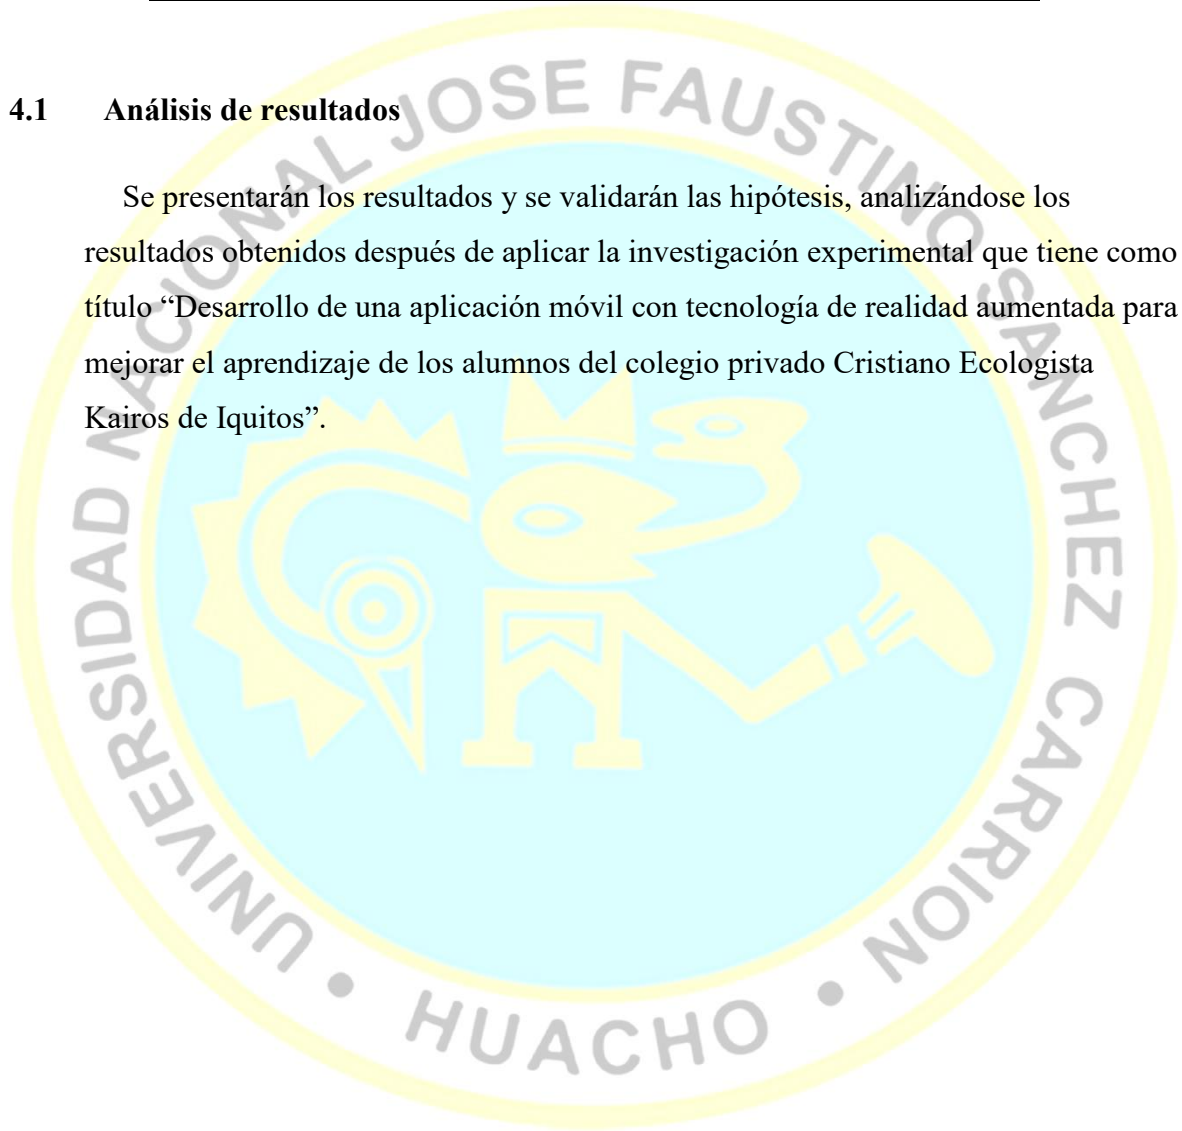 4.1 Análisis de resultados
Se presentarán los resultados y se validarán las hipótesis, analizándose los
resultados obtenidos después de aplicar la investigación experimental que tiene como
título “Desarrollo de una aplicación móvil con tecnología de realidad aumentada para
mejorar el aprendizaje de los alumnos del colegio privado Cristiano Ecologista
Kairos de Iquitos”.
UNIVERSIDAD NACIONAL JOSE FAUSTINO SANCHEZ CARRION
• HUACHO •